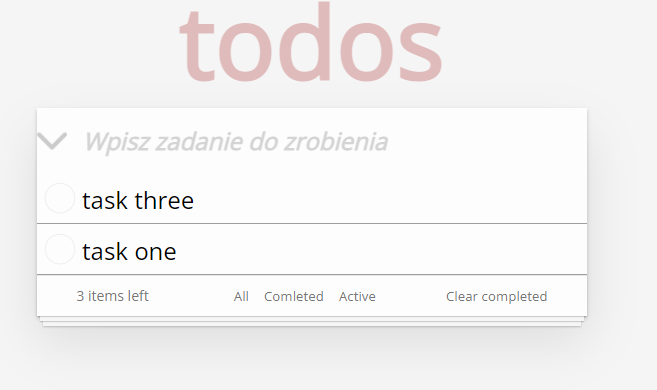 todos
Wpisz zadanie do zrobienia
task three
task one
3 items left All Comleted Active Clear completed